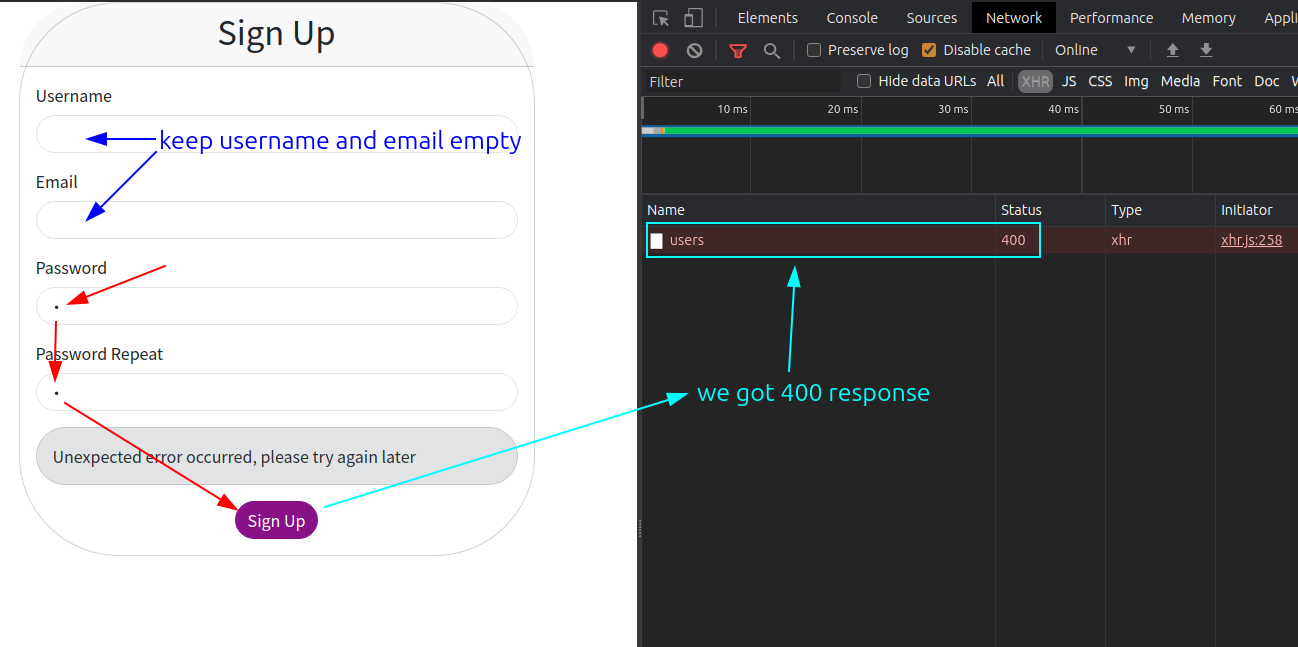 Sign Up
Username
keep username and email empty
Email
Password
Password Repeat
Unexpected error occurred, please try again later
Sign Up
Elements Console Sources Network Performance Memory Appli
Preserve log Disable cache Online
Filter Hide data URLs All XHR JS CSS Img Media Font Doc W
10 ms 20 ms 30 ms 40 ms 50 ms 60 ms
Name Status Type Initiator
users 400 xhr xhr.js:258
we got 400 response